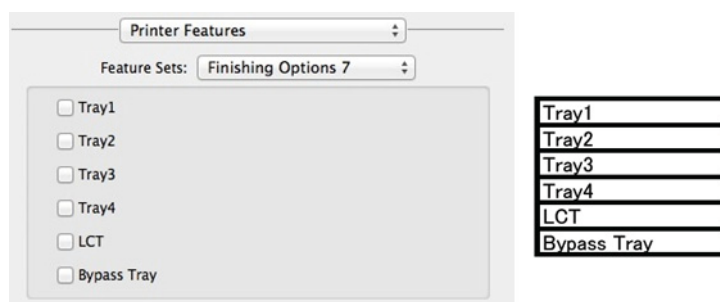 Printer Features
Feature Sets: Finishing Options 7
Tray1
Tray2
Tray3
Tray4
LCT
Bypass Tray
Tray1
Tray2
Tray3
Tray4
LCT
Bypass Tray